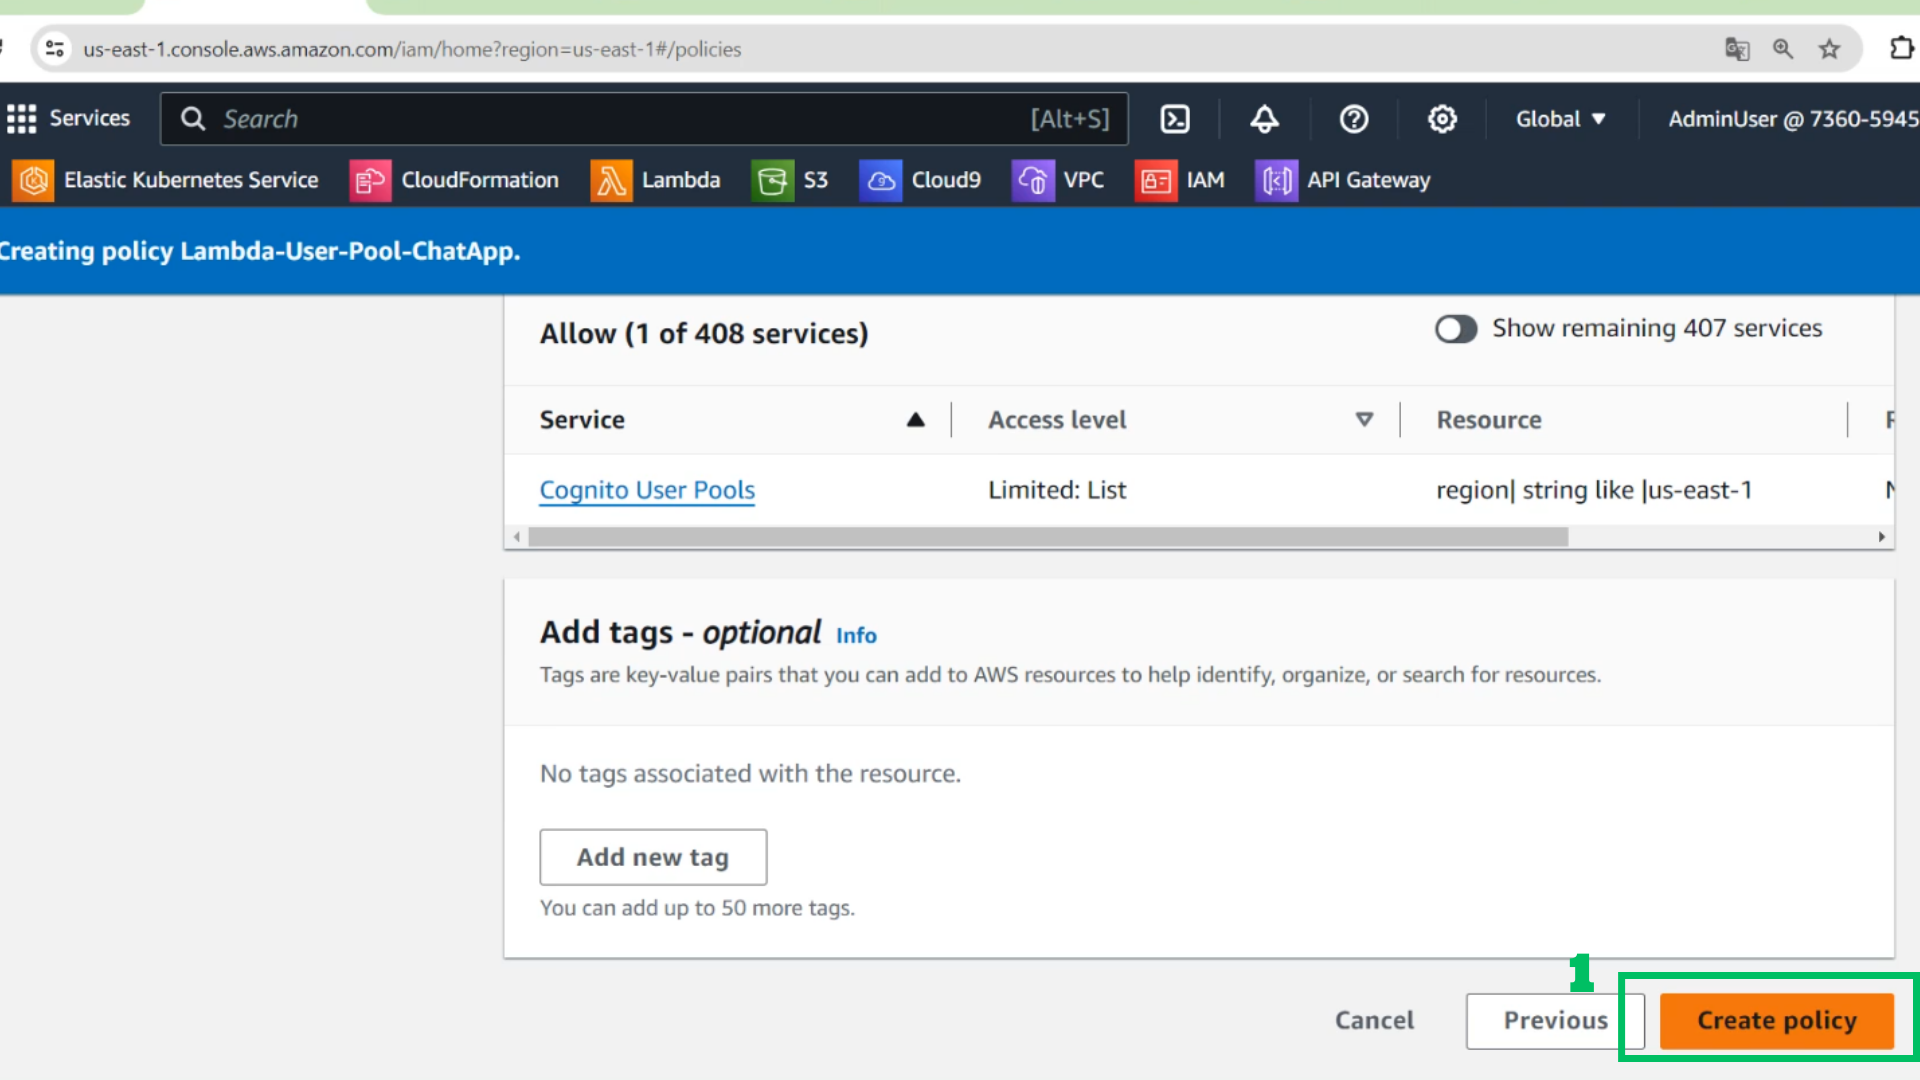 us-east-1.console.aws.amazon.com/iam/home?region=us-east-1#/policies
Services
Search
[Alt+S]
Global ▼
AdminUser @ 7360-5945
Elastic Kubernetes Service
CloudFormation
Lambda
S3
Cloud9
VPC
IAM
API Gateway
Creating policy Lambda-User-Pool-ChatApp.
Allow (1 of 408 services)
Show remaining 407 services
Service
Access level
Resource
Cognito User Pools
Limited: List
region| string like |us-east-1
Add tags - optional Info
Tags are key-value pairs that you can add to AWS resources to help identify, organize, or search for resources.
No tags associated with the resource.
Add new tag
You can add up to 50 more tags.
1
Cancel
Previous
Create policy